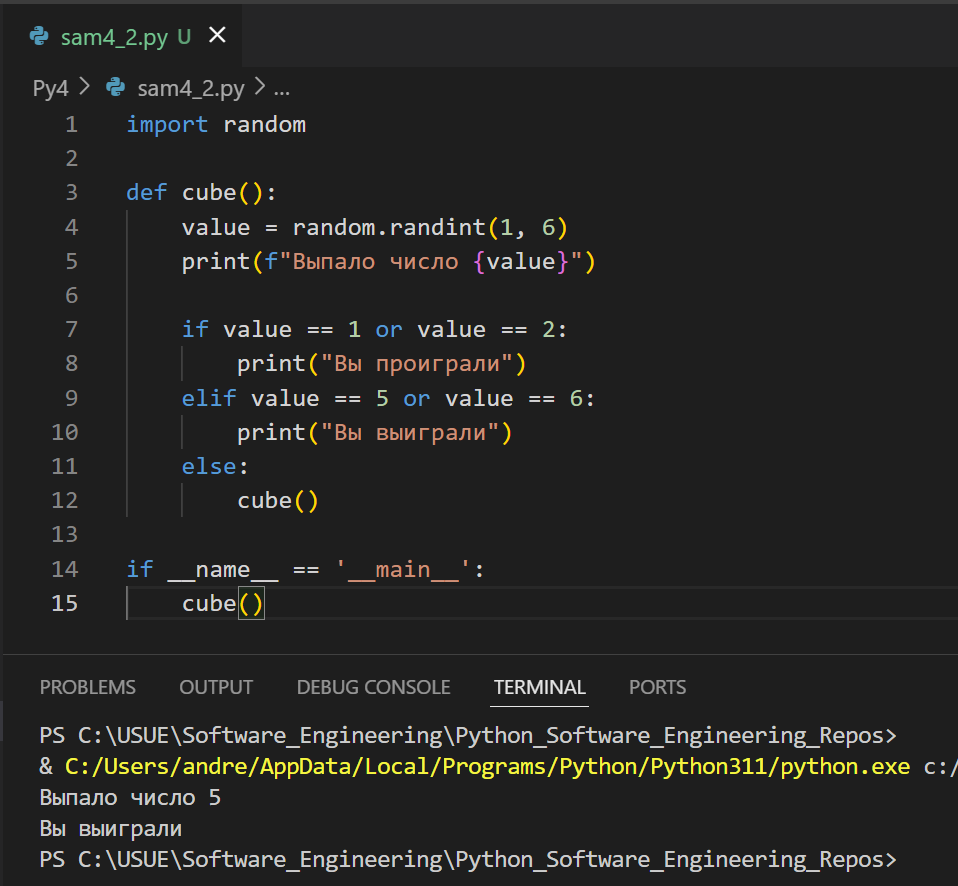 sam4_2.py U
Py4 > sam4_2.py > ...
1 import random
2
3 def cube():
4     value = random.randint(1, 6)
5     print(f"Выпало число {value}")
6
7     if value == 1 or value == 2:
8         print("Вы проиграли")
9     elif value == 5 or value == 6:
10         print("Вы выиграли")
11     else:
12         cube()
13
14 if __name__ == '__main__':
15     cube()
PROBLEMS OUTPUT DEBUG CONSOLE TERMINAL PORTS
PS C:\USUE\Software_Engineering\Python_Software_Engineering_Repos>
& C:/Users/andre/AppData/Local/Programs/Python/Python311/python.exe c:/
Выпало число 5
Вы выиграли
PS C:\USUE\Software_Engineering\Python_Software_Engineering_Repos>